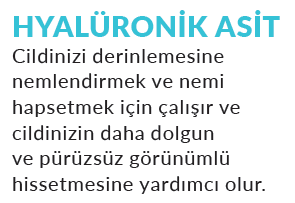 HYALÜRONİK ASİT
Cildinizi derinlemesine
nemlendirmek ve nemi
hapsetmek için çalışır ve
cildinizin daha dolgun
ve pürüzsüz görünümlü
hissetmesine yardımcı olur.